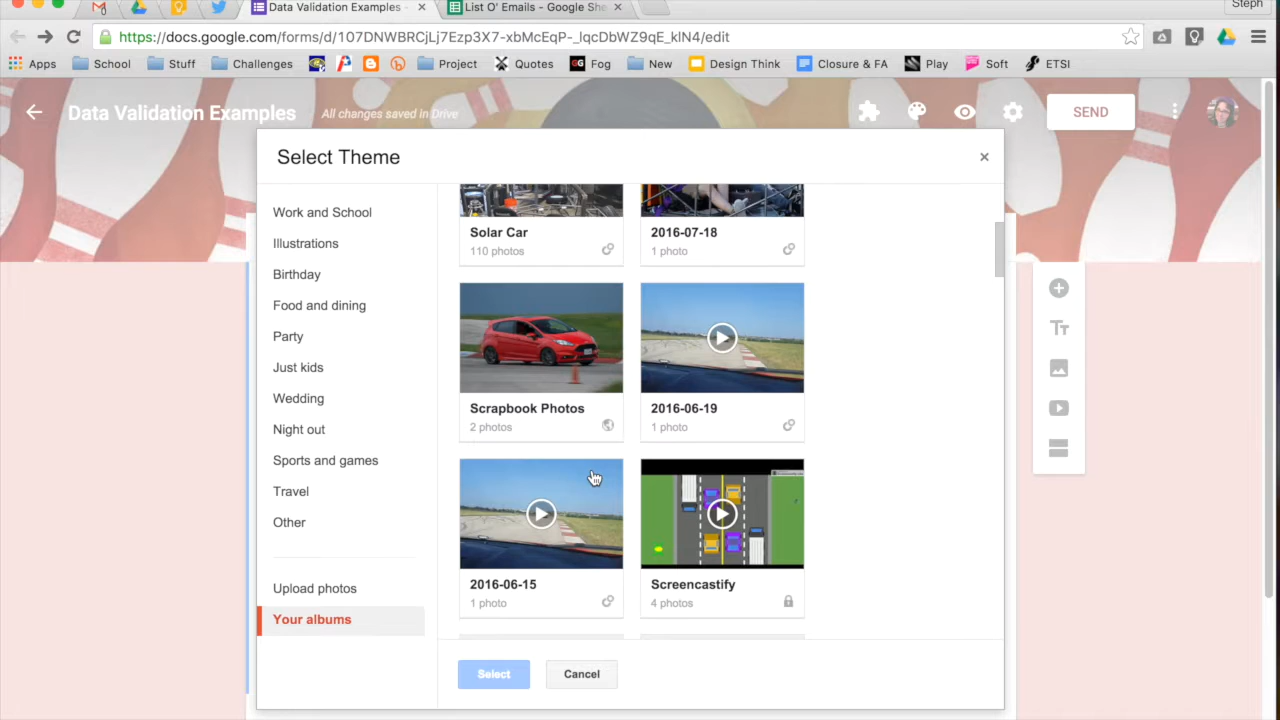 Data Validation Examples -
List O' Emails - Google She
Steph
https://docs.google.com/forms/d/107DNWBRCjLj7Ezp3X7-xbMcEqP-_lqcDbWZ9qE_klN4/edit
Apps School Stuff Challenges Project Quotes Fog New Design Think Closure & FA Play Soft ETSI
Data Validation Examples
All changes saved in Drive
SEND
Select Theme
Work and School
Illustrations
Birthday
Food and dining
Party
Just kids
Wedding
Night out
Sports and games
Travel
Other
Upload photos
Your albums
Solar Car
110 photos
2016-07-18
1 photo
Scrapbook Photos
2 photos
2016-06-19
1 photo
2016-06-15
1 photo
Screencastify
4 photos
Select
Cancel